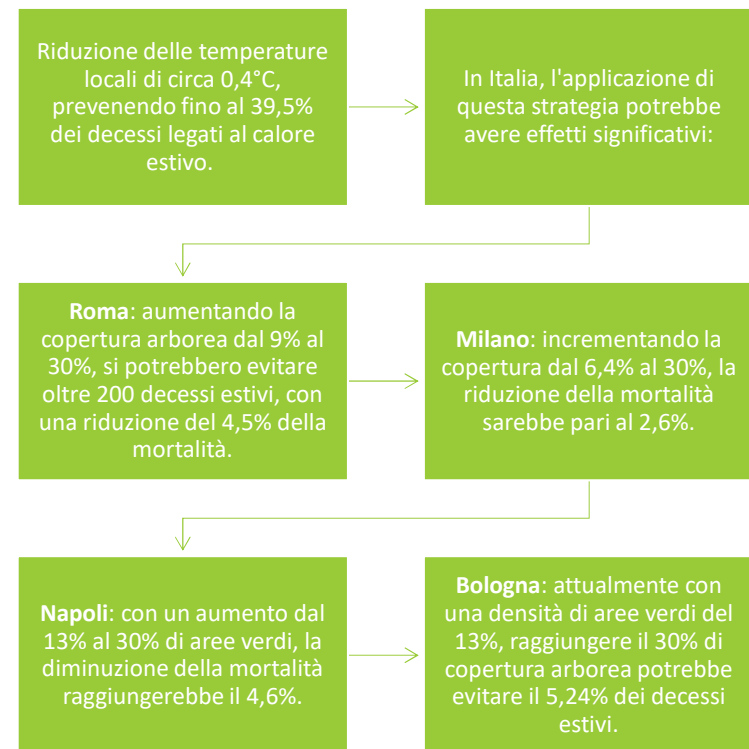 Riduzione delle temperature
locali di circa 0,4°C,
prevenendo fino al 39,5%
dei decessi legati al calore
estivo.
In Italia, l'applicazione di
questa strategia potrebbe
avere effetti significativi:
Roma: aumentando la
copertura arborea dal 9% al
30%, si potrebbero evitare
oltre 200 decessi estivi, con
una riduzione del 4,5% della
mortalità.
Milano: incrementando la
copertura dal 6,4% al 30%, la
riduzione della mortalità
sarebbe pari al 2,6%.
Napoli: con un aumento dal
13% al 30% di aree verdi, la
diminuzione della mortalità
raggiungerebbe il 4,6%.
Bologna: attualmente con
una densità di aree verdi del
13%, raggiungere il 30% di
copertura arborea potrebbe
evitare il 5,24% dei decessi
estivi.